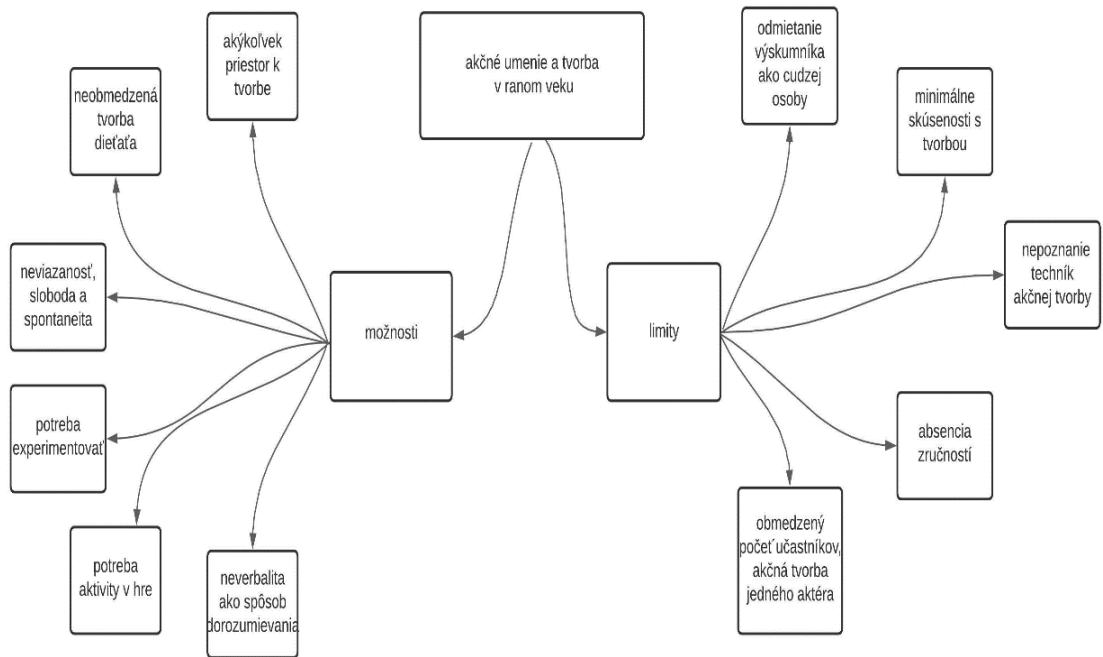 akčné umenie a tvorba
v ranom veku
možnosti
akýkoľvek
priestor k
tvorbe
neobmedzená
tvorba
dieťaťa
neviazanosť,
sloboda a
spontaneita
potreba
experimentovať
potreba
aktivity v hre
neverbalita
ako spôsob
dorozumievania
limity
odmietanie
výskumníka
ako cudzej
osoby
minimálne
skúsenosti s
tvorbou
nepoznanie
techník
akčnej tvorby
absencia
zručností
obmedzený
počeť učastníkov,
akčná tvorba
jedného aktéra